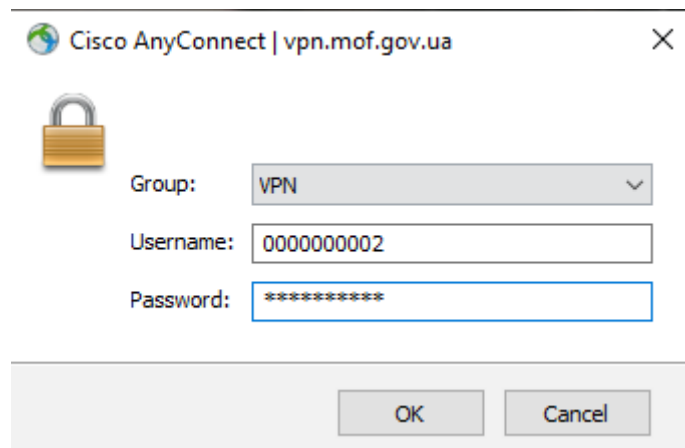 Cisco AnyConnect | vpn.mof.gov.ua
Group: VPN
Username: 0000000002
Password: **********
OK Cancel